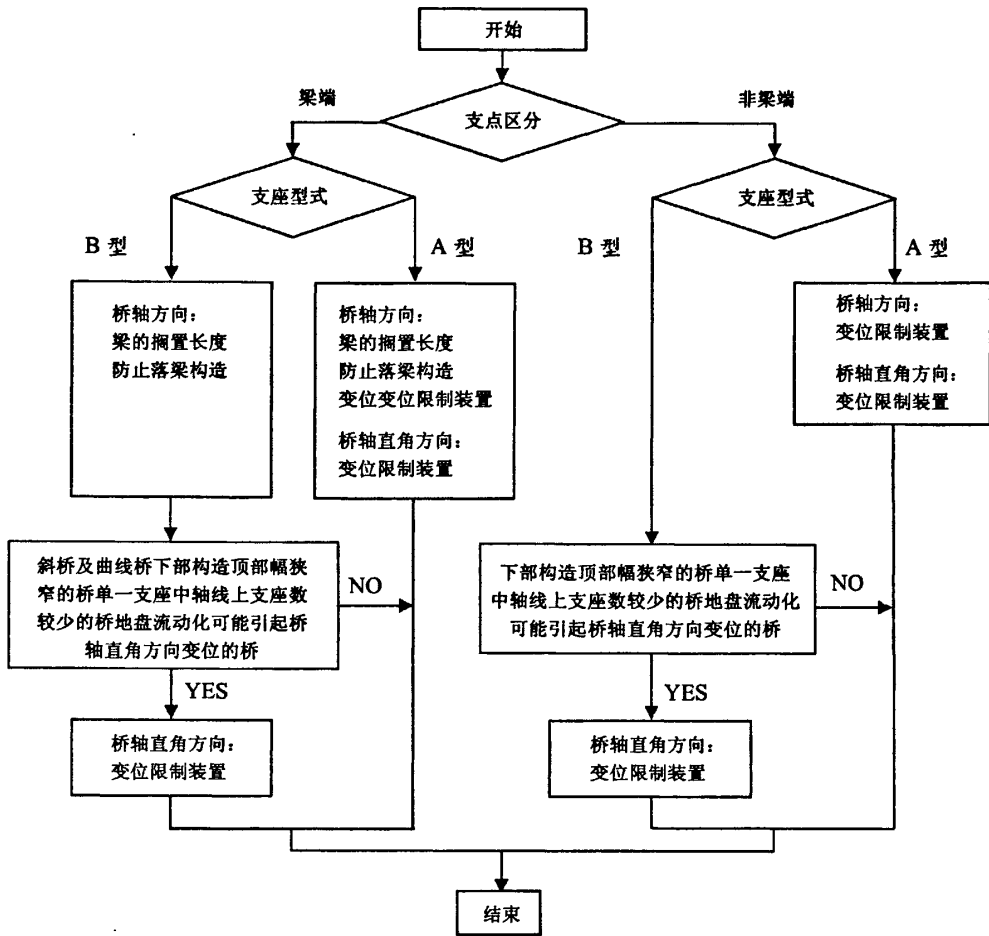 开始
梁端
支点区分
非梁端
支座型式
支座型式
B 型
A 型
B 型
A 型
桥轴方向：
梁的搁置长度
防止落梁构造
桥轴方向：
梁的搁置长度
防止落梁构造
变位变位限制装置
桥轴直角方向：
变位限制装置
桥轴方向：
变位限制装置
桥轴直角方向：
变位限制装置
斜桥及曲线桥下部构造顶部幅狭
窄的桥单一支座中轴线上支座数
较少的桥地盘流动化可能引起桥
轴直角方向变位的桥
NO
下部构造顶部幅狭窄的桥单一支座
中轴线上支座数较少的桥地盘流动化
可能引起桥轴直角方向变位的桥
NO
YES
YES
桥轴直角方向：
变位限制装置
桥轴直角方向：
变位限制装置
结束